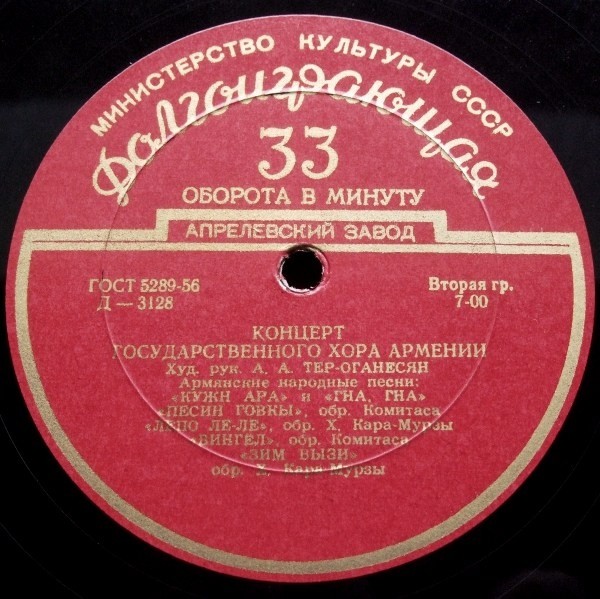 МИНИСТЕРСТВО КУЛЬТУРЫ СССР
Долгоиграющая
33
ОБОРОТА В МИНУТУ
АПРЕЛЕВСКИЙ ЗАВОД
ГОСТ 5289-56
Д — 3128
Вторая гр.
7-00
КОНЦЕРТ
ГОСУДАРСТВЕННОГО ХОРА АРМЕНИИ
Худ. рук. А. А. ТЕР-ОГАНЕСЯН
Армянские народные песни:
«КУЖН АРА» и «ГНА, ГНА»
«ПЕСИН ГОВКЫ», обр. Комитаса
«ЛЕПО ЛЕ-ЛЕ», обр. Х. Кара-Мурзы
«ВИНГЕЛ», обр. Комитаса
«ЗИМ ВЫЗИ»
обр. Х. Кара-Мурзы